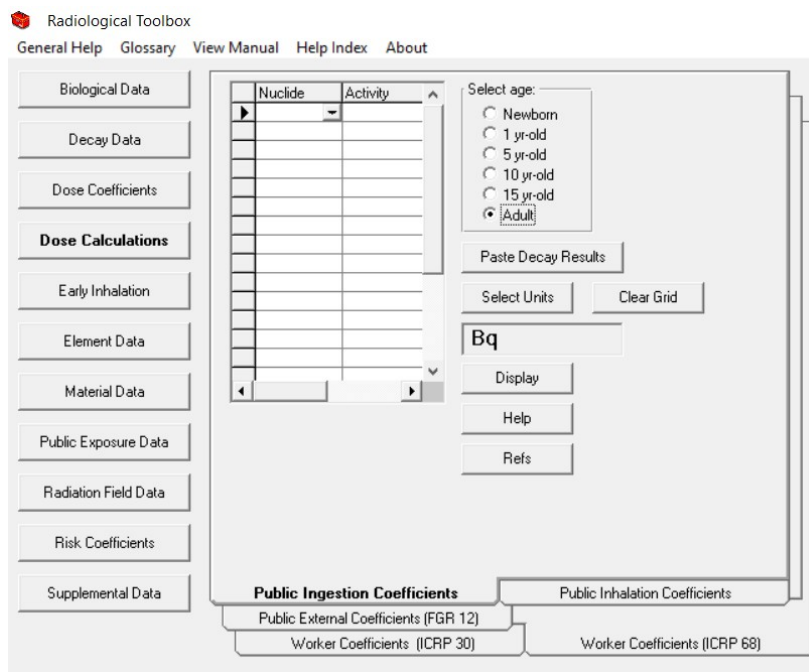 Radiological Toolbox
General Help Glossary View Manual Help Index About
Biological Data
Decay Data
Dose Coefficients
Dose Calculations
Early Inhalation
Element Data
Material Data
Public Exposure Data
Radiation Field Data
Risk Coefficients
Supplemental Data
Nuclide Activity
Select age:
Newborn
1 yr-old
5 yr-old
10 yr-old
15 yr-old
Adult
Paste Decay Results
Select Units Clear Grid
Bq
Display
Help
Refs
Public Ingestion Coefficients Public Inhalation Coefficients
Public External Coefficients (FGR 12)
Worker Coefficients (ICRP 30) Worker Coefficients (ICRP 68)